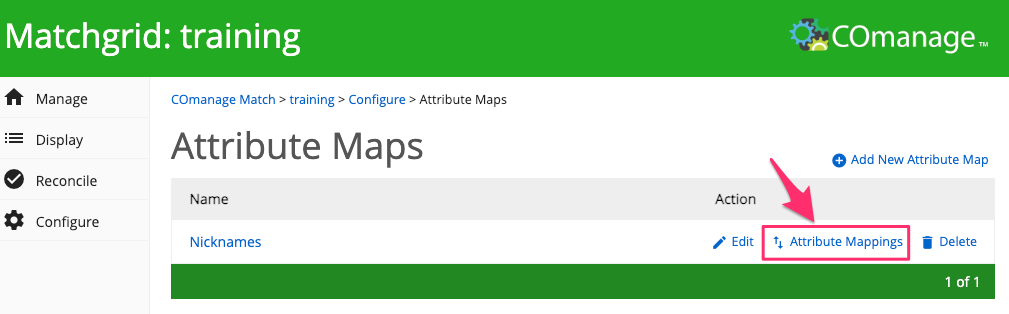 Matchgrid: training
COmanage™
Manage
Display
Reconcile
Configure
COmanage Match > training > Configure > Attribute Maps
Attribute Maps
Add New Attribute Map
Name Action
Nicknames Edit Attribute Mappings Delete
1 of 1